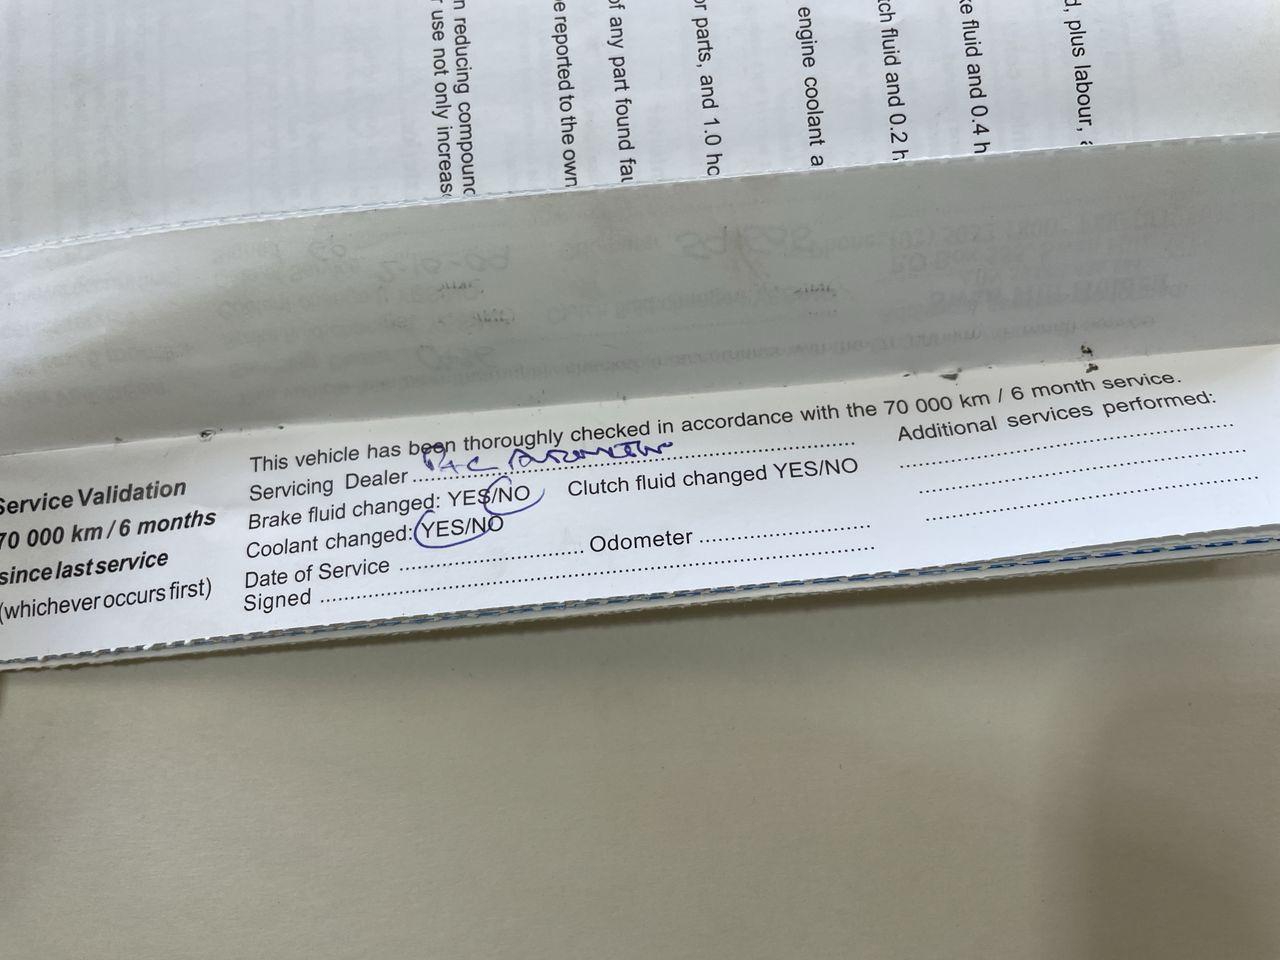 n reducing compound
r use not only increas
e reported to the own
of any part found fau
or parts, and 1.0 ho
engine coolant a
tch fluid and 0.2 h
ke fluid and 0.4 h
d, plus labour, a
Service Validation
70 000 km / 6 months
since last service
(whichever occurs first)
This vehicle has been thoroughly checked in accordance with the 70 000 km / 6 month service.
Servicing Dealer
Brake fluid changed: YES/NO Clutch fluid changed YES/NO
Coolant changed: YES/NO
Date of Service Odometer
Signed
Additional services performed: